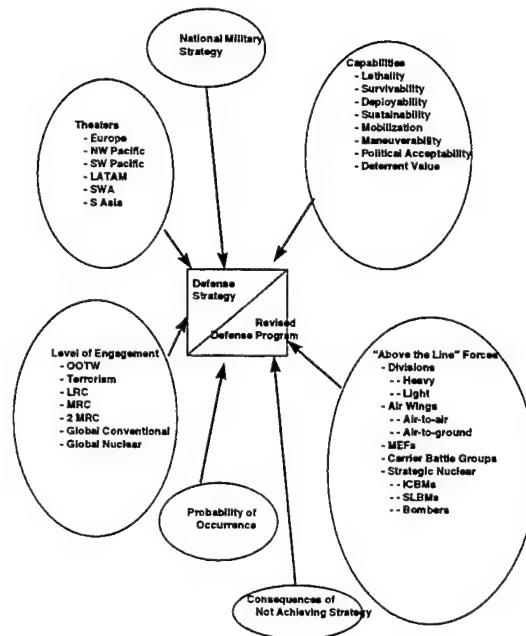 National Military
Strategy
Capabilities
- Lethality
- Survivability
- Deployability
- Sustainability
- Mobilization
- Maneuverability
- Political Acceptability
- Deterrent Value
Theaters
- Europe
- NW Pacific
- SW Pacific
- LATAM
- SWA
- S Asia
Defense
Strategy
Revised
Defense Program
Level of Engagement
- OOTW
- Terrorism
- LRC
- MRC
- 2 MRC
- Global Conventional
- Global Nuclear
"Above the Line" Forces
- Divisions
- - Heavy
- - Light
- Air Wings
- - Air-to-air
- - Air-to-ground
- MEFs
- Carrier Battle Groups
- Strategic Nuclear
- - ICBMs
- - SLBMs
- - Bombers
Probability of
Occurrence
Consequences of
Not Achieving Strategy